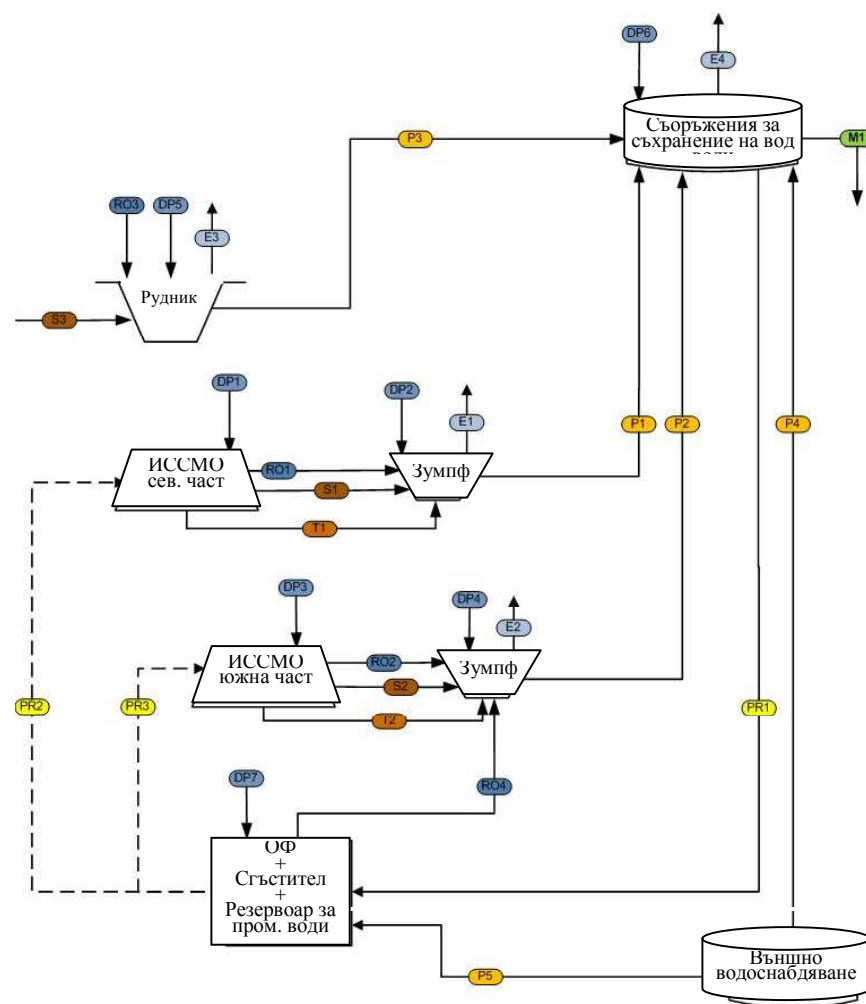 DP6
E4
Съоръжения за
съхранение на вод
P3
M1
RO3
DP5
E3
Рудник
S3
DP1
DP2
E1
P1
P2
P4
ИССМО
сев. част
RO1
Зумпф
S1
T1
DP3
DP4
E2
ИССМО
южна част
RO2
Зумпф
S2
PR2
PR3
T2
PR1
DP7
RO4
ОФ
+
Сгъстител
+
Резервоар за
пром. води
P5
Външно
водоснабдяване